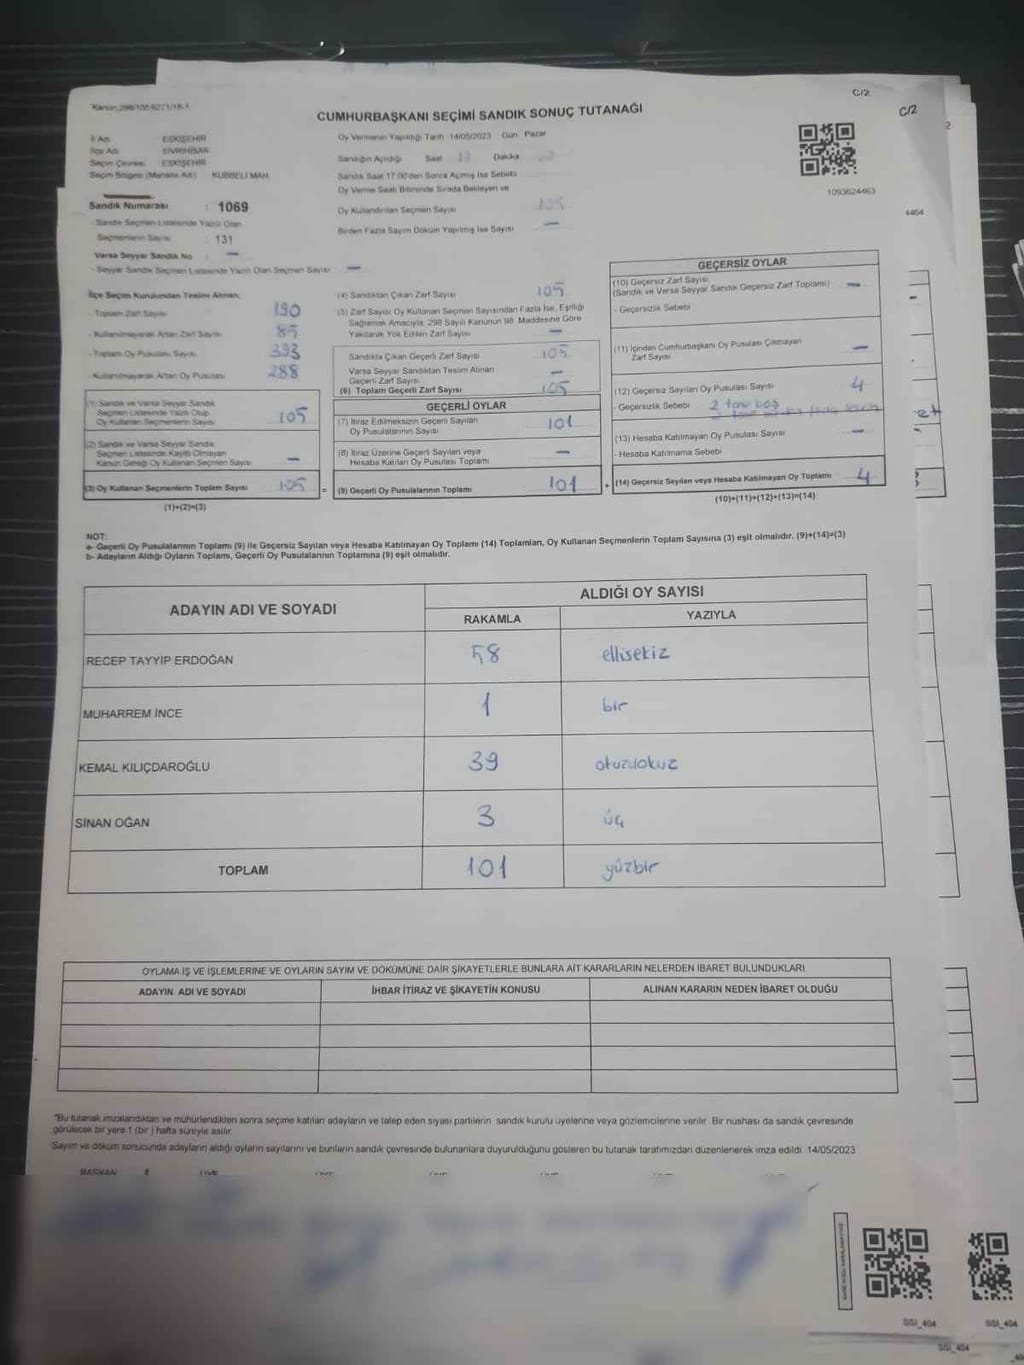 Kanun: 298/105 6271/18-1
C/2
C/2
2
CUMHURBAŞKANI SEÇİMİ SANDIK SONUÇ TUTANAĞI
İl Adı ESKİŞEHİR
İlçe Adı SİVRİHİSAR
Seçim Çevresi ESKİŞEHİR
Seçim Bölgesi (Mahalle Adı) KUBBELİ MAH.
Oy Vermenin Yapıldığı Tarih 14/05/2023 Gün Pazar
Sandığın Açıldığı Saat Dakika
Sandık Saat 17.00'den Sonra Açılmış İse Sebebi
Oy Verme Saati Bitiminde Sırada Bekleyen ve
Oy Kullandırılan Seçmen Sayısı 105
Birden Fazla Sayım Döküm Yapılmış İse Sayısı —
1093624463
4464
Sandık Numarası : 1069
- Sandık Seçmen Listesinde Yazılı Olan
Seçmenlerin Sayısı : 131
Varsa Seyyar Sandık No : —
- Seyyar Sandık Seçmen Listesinde Yazılı Olan Seçmen Sayısı —
İlçe Seçim Kurulundan Teslim Alınan;
- Toplam Zarf Sayısı 190
- Kullanılmayarak Artan Zarf Sayısı 85
- Toplam Oy Pusulası Sayısı 393
- Kullanılmayarak Artan Oy Pusulası 288
(1) Sandık ve Varsa Seyyar Sandık
Seçmen Listesinde Yazılı Olup
Oy Kullanan Seçmenlerin Sayısı 105
(2) Sandık ve Varsa Seyyar Sandık
Seçmen Listesinde Kayıtlı Olmayan
Kanun Gereği Oy Kullanan Seçmen Sayısı —
(3) Oy Kullanan Seçmenlerin Toplam Sayısı 105 =
(1)+(2)=(3)
(4) Sandıktan Çıkan Zarf Sayısı 105
(5) Zarf Sayısı Oy Kullanan Seçmen Sayısından Fazla İse, Eşitliği
Sağlamak Amacıyla; 298 Sayılı Kanunun 98. Maddesine Göre
Yakılarak Yok Edilen Zarf Sayısı —
Sandıkta Çıkan Geçerli Zarf Sayısı 105
Varsa Seyyar Sandıktan Teslim Alınan
Geçerli Zarf Sayısı —
(6) Toplam Geçerli Zarf Sayısı 105
GEÇERLİ OYLAR
(7) İtiraz Edilmeksizin Geçerli Sayılan
Oy Pusulalarının Sayısı 101
(8) İtiraz Üzerine Geçerli Sayılan veya
Hesaba Katılan Oy Pusulası Toplamı —
(9) Geçerli Oy Pusulalarının Toplamı 101 +
GEÇERSİZ OYLAR
(10) Geçersiz Zarf Sayısı
(Sandık ve Varsa Seyyar Sandık Geçersiz Zarf Toplamı) —
- Geçersizlik Sebebi
(11) İçinden Cumhurbaşkanı Oy Pusulası Çıkmayan
Zarf Sayısı —
(12) Geçersiz Sayılan Oy Pusulası Sayısı 4
- Geçersizlik Sebebi 2 tane boş
(13) Hesaba Katılmayan Oy Pusulası Sayısı —
- Hesaba Katılmama Sebebi
(14) Geçersiz Sayılan veya Hesaba Katılmayan Oy Toplamı 4
(10)+(11)+(12)+(13)=(14)
NOT:
a- Geçerli Oy Pusulalarının Toplamı (9) ile Geçersiz Sayılan veya Hesaba Katılmayan Oy Toplamı (14) Toplamları, Oy Kullanan Seçmenlerin Toplam Sayısına (3) eşit olmalıdır. (9)+(14)=(3)
b- Adayların Aldığı Oyların Toplamı, Geçerli Oy Pusulalarının Toplamına (9) eşit olmalıdır.
ADAYIN ADI VE SOYADI
ALDIĞI OY SAYISI
RAKAMLA YAZIYLA
RECEP TAYYİP ERDOĞAN 58 ellisekiz
MUHARREM İNCE 1 bir
KEMAL KILIÇDAROĞLU 39 otuzdokuz
SİNAN OĞAN 3 üç
TOPLAM 101 yüzbir
OYLAMA İŞ VE İŞLEMLERİNE VE OYLARIN SAYIM VE DÖKÜMÜNE DAİR ŞİKAYETLERLE BUNLARA AİT KARARLARIN NELERDEN İBARET BULUNDUKLARI
ADAYIN ADI VE SOYADI İHBAR İTİRAZ VE ŞİKAYETİN KONUSU ALINAN KARARIN NEDEN İBARET OLDUĞU
*Bu tutanak imzalandıktan ve mühürlendikten sonra seçime katılan adayların ve talep eden siyasi partilerin sandık kurulu üyelerine veya gözlemcilerine verilir. Bir nüshası da sandık çevresinde
görülecek bir yere 1 (bir ) hafta süreyle asılır.
Sayım ve döküm sonucunda adayların aldığı oyların sayılarını ve bunların sandık çevresinde bulunanlara duyurulduğunu gösteren bu tutanak tarafımızdan düzenlenerek imza edildi. 14/05/2023
BAŞKAN
SSI_404
SSI_404
SSI_404